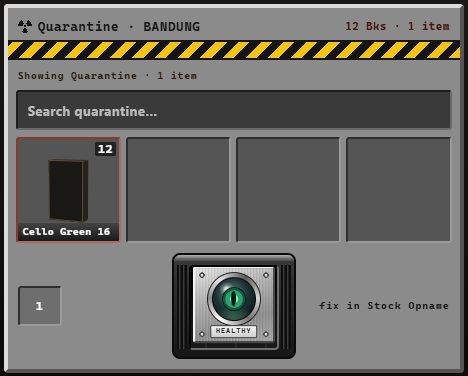 Quarantine · BANDUNG
12 Bks · 1 item
Showing Quarantine · 1 item
Search quarantine...
12
Cello Green 16
1
HEALTHY
fix in Stock Opname